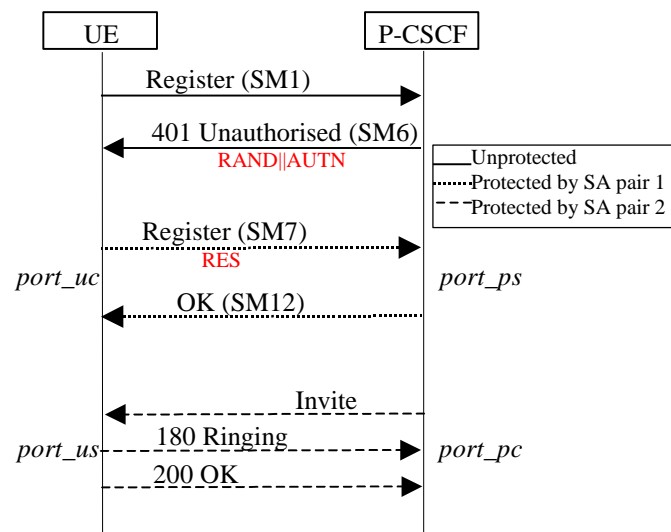 UE
P-CSCF
Register (SM1)
401 Unauthorised (SM6)
RAND||AUTN
Unprotected
Protected by SA pair 1
Protected by SA pair 2
Register (SM7)
RES
port_uc
port_ps
OK (SM12)
Invite
port_us
180 Ringing
port_pc
200 OK